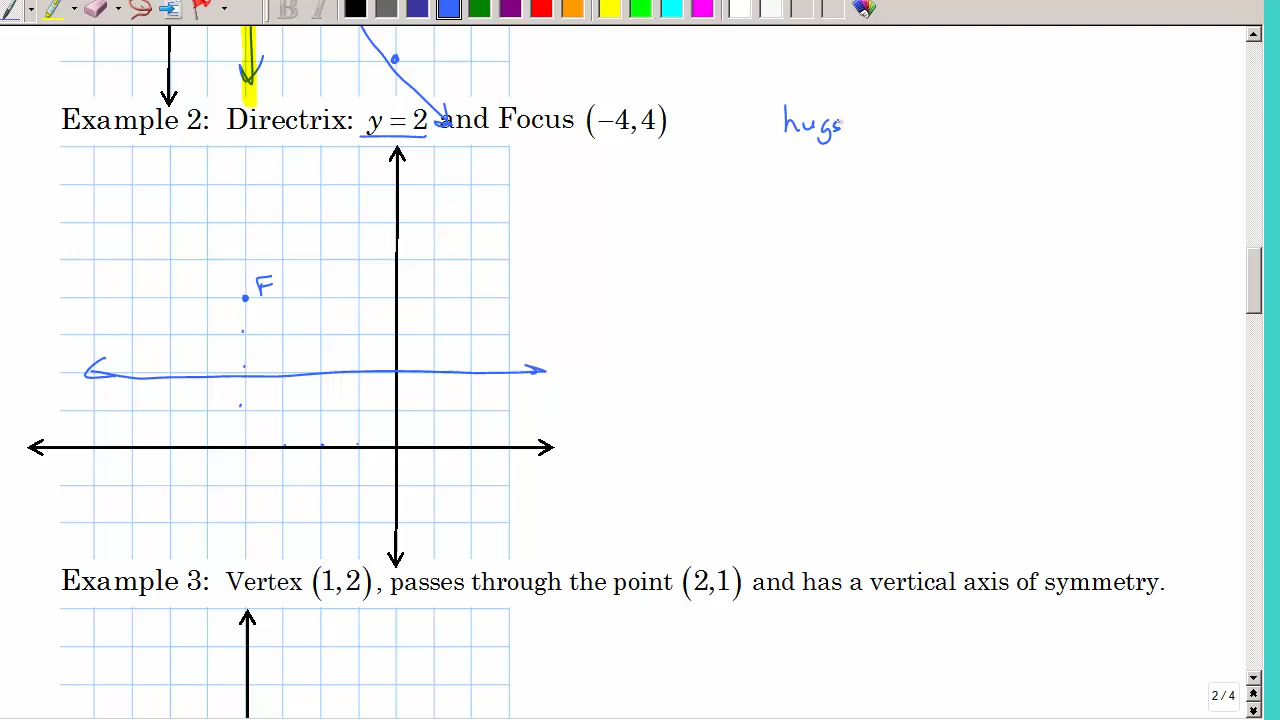 B I
Example 2: Directrix: y = 2 and Focus (−4, 4)
hugs
F
Example 3: Vertex (1, 2), passes through the point (2,1) and has a vertical axis of symmetry.
2 / 4